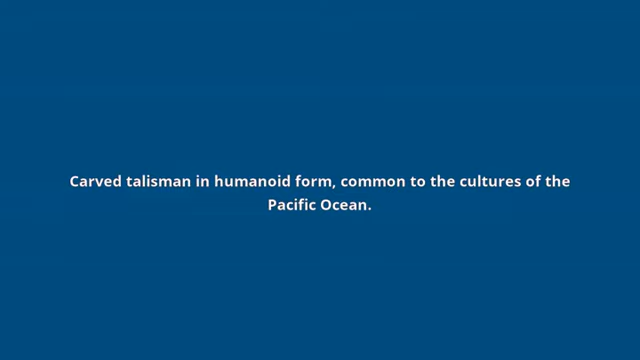 Carved talisman in humanoid form, common to the cultures of the
Pacific Ocean.